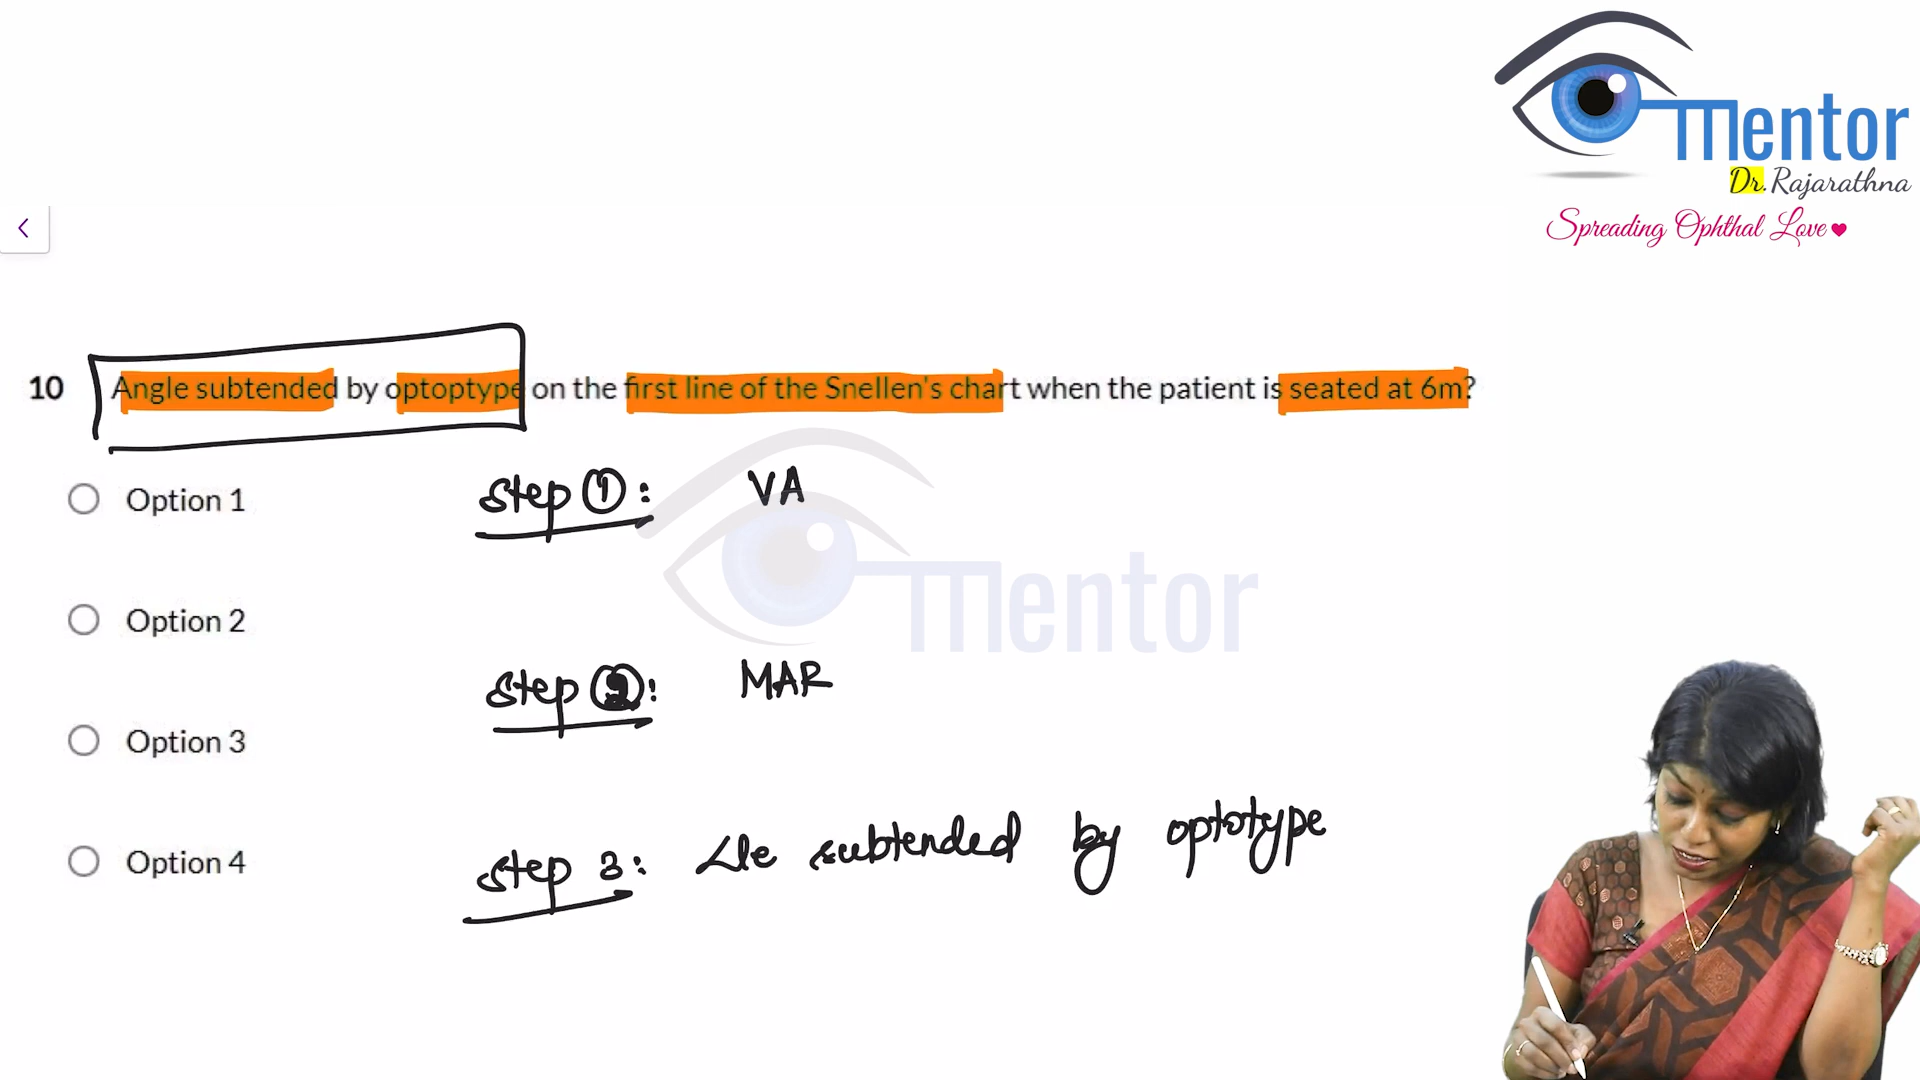 mentor
Dr. Rajarathna
Spreading Ophthal Love
10 Angle subtended by optoptype on the first line of the Snellen's chart when the patient is seated at 6m?
Option 1
Step ①: VA
Option 2
mentor
Step ②: MAR
Option 3
Option 4
Step 3: ∠le subtended by optotype